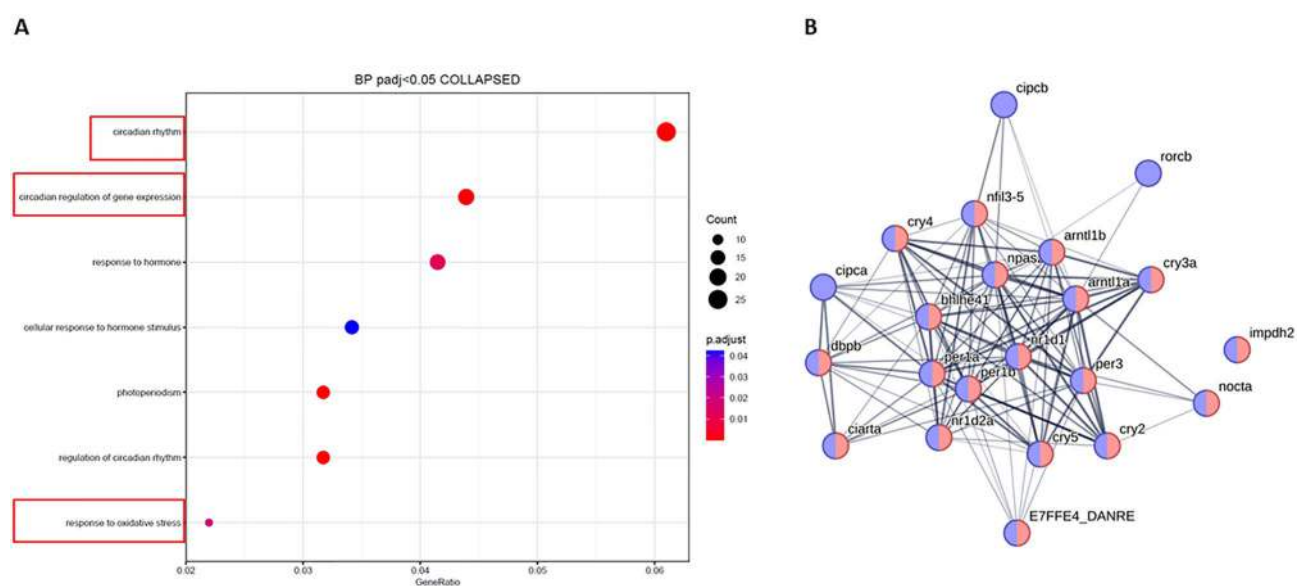 A
B
BP padj<0.05 COLLAPSED
circadian rhythm
circadian regulation of gene expression
response to hormone
cellular response to hormone stimulus
photoperiodism
regulation of circadian rhythm
response to oxidative stress
0.02
0.03
0.04
0.05
0.06
GeneRatio
Count
10
15
20
25
p.adjust
0.04
0.03
0.02
0.01
cipcb
rorcb
nfil3-5
cry4
arntl1b
npas2
cry3a
cipca
arntl1a
bhlhe41
impdh2
dbpb
nr1d1
per1a
per3
per1b
nocta
nr1d2a
ciarta
cry5
cry2
E7FFE4_DANRE